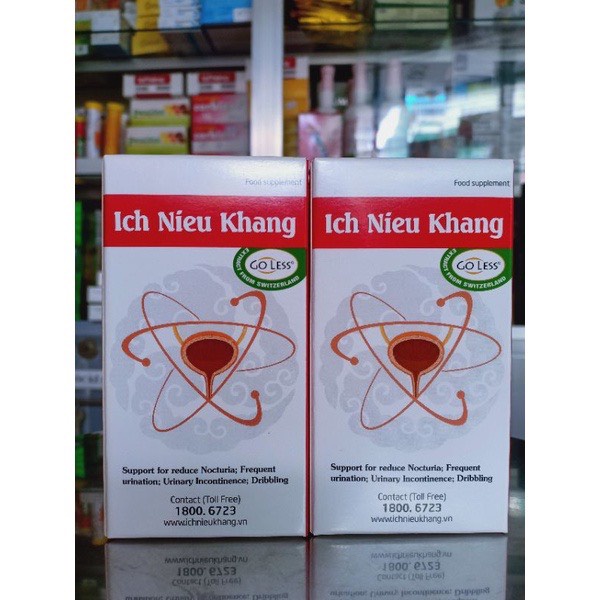 Food supplement
Ich Nieu Khang
GO LESS®
EXTRACT FROM SWITZERLAND
Support for reduce Nocturia; Frequent
urination; Urinary Incontinence; Dribbling
Contact (Toll Free)
1800. 6723
www.ichnieukhang.vn
Food supplement
Ich Nieu Khang
GO LESS®
EXTRACT FROM SWITZERLAND
Support for reduce Nocturia; Frequent
urination; Urinary Incontinence; Dribbling
Contact (Toll Free)
1800. 6723
www.ichnieukhang.vn